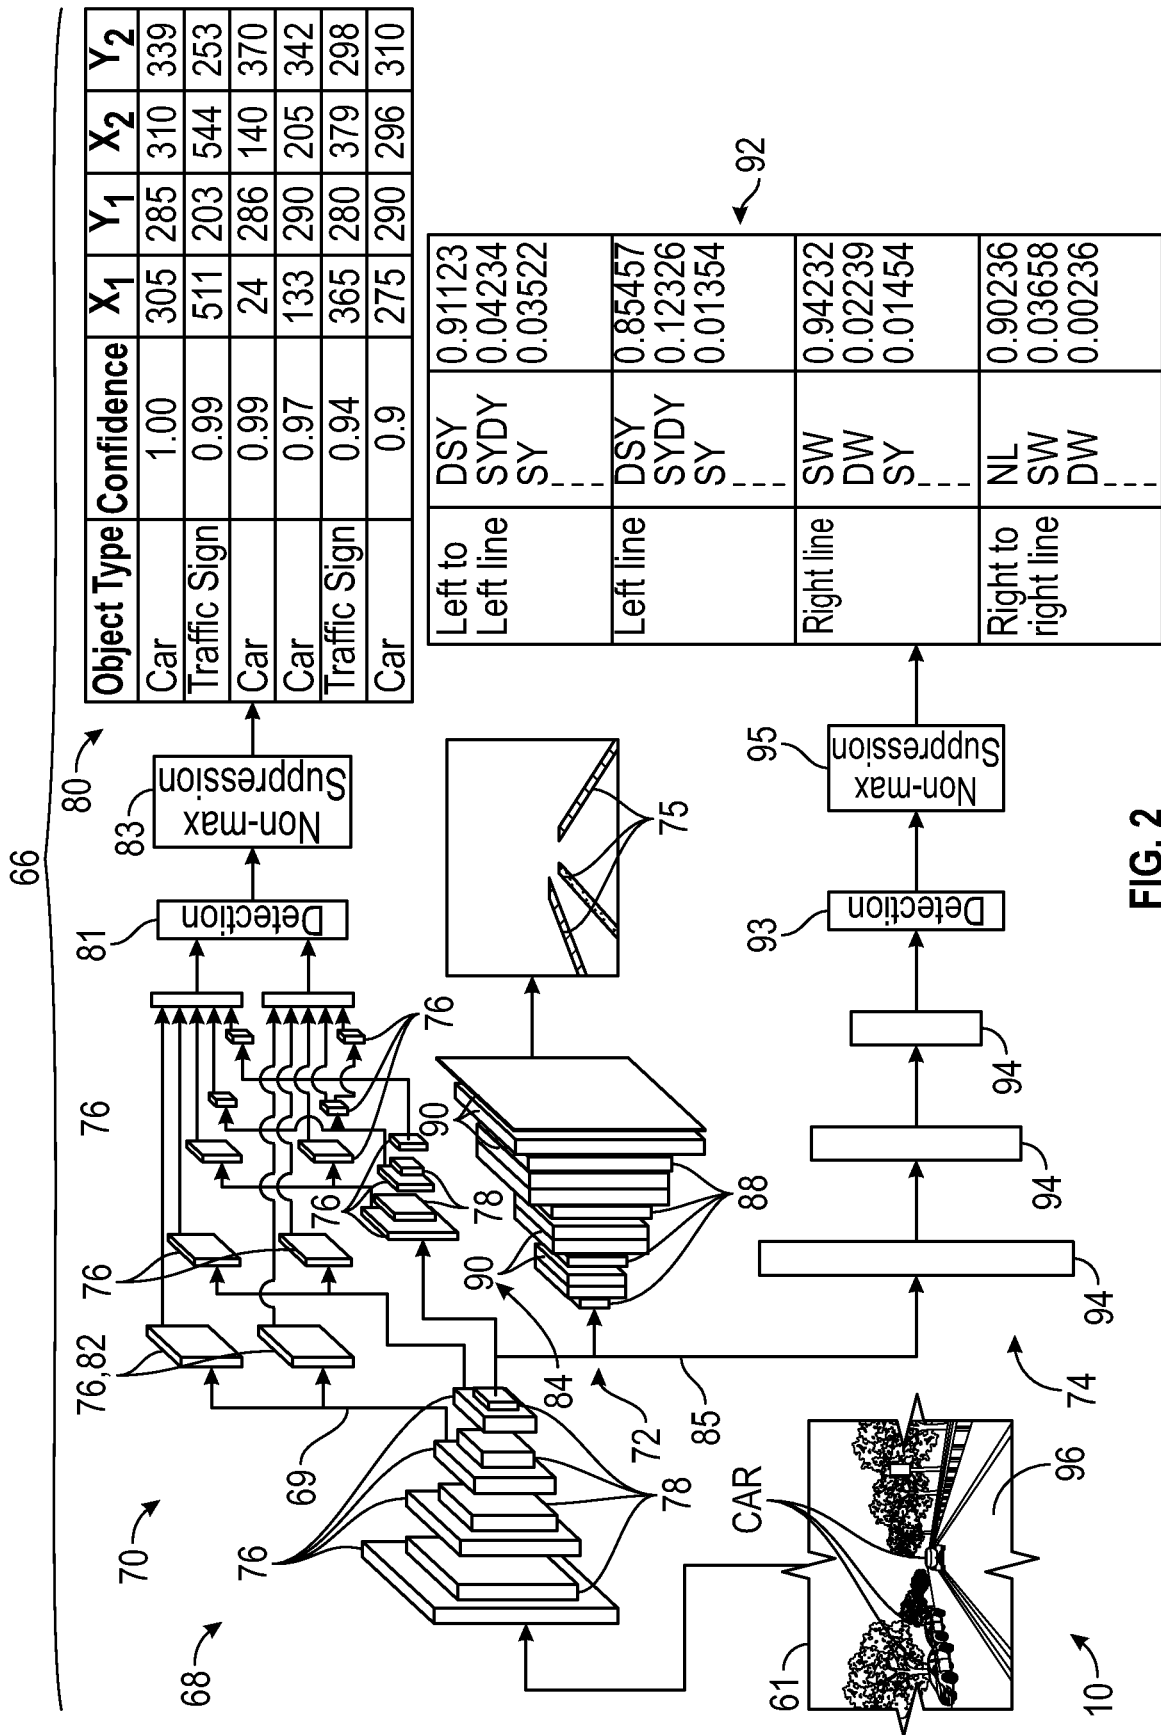 66
80
Object Type Confidence X1 Y1 X2 Y2
Car 1.00 305 285 310 339
Traffic Sign 0.99 511 203 544 253
Car 0.99 24 286 140 370
Car 0.97 133 290 205 342
Traffic Sign 0.94 365 280 379 298
Car 0.9 275 290 296 310
83
Non-max
Suppression
81
Detection
76
76
76
76
76,82
69
70
68
76
78
78
90
90
88
84
72
85
75
92
Left to
Left line
DSY 0.91123
SYDY 0.04234
SY 0.03522
_ _ _
Left line
DSY 0.85457
SYDY 0.12326
SY 0.01354
_ _ _
Right line
SW 0.94232
DW 0.02239
SY 0.01454
_ _ _
Right to
right line
NL 0.90236
SW 0.03658
DW 0.00236
_ _ _
95
Non-max
Suppression
93
Detection
94
94
94
74
CAR
61
96
10
FIG. 2